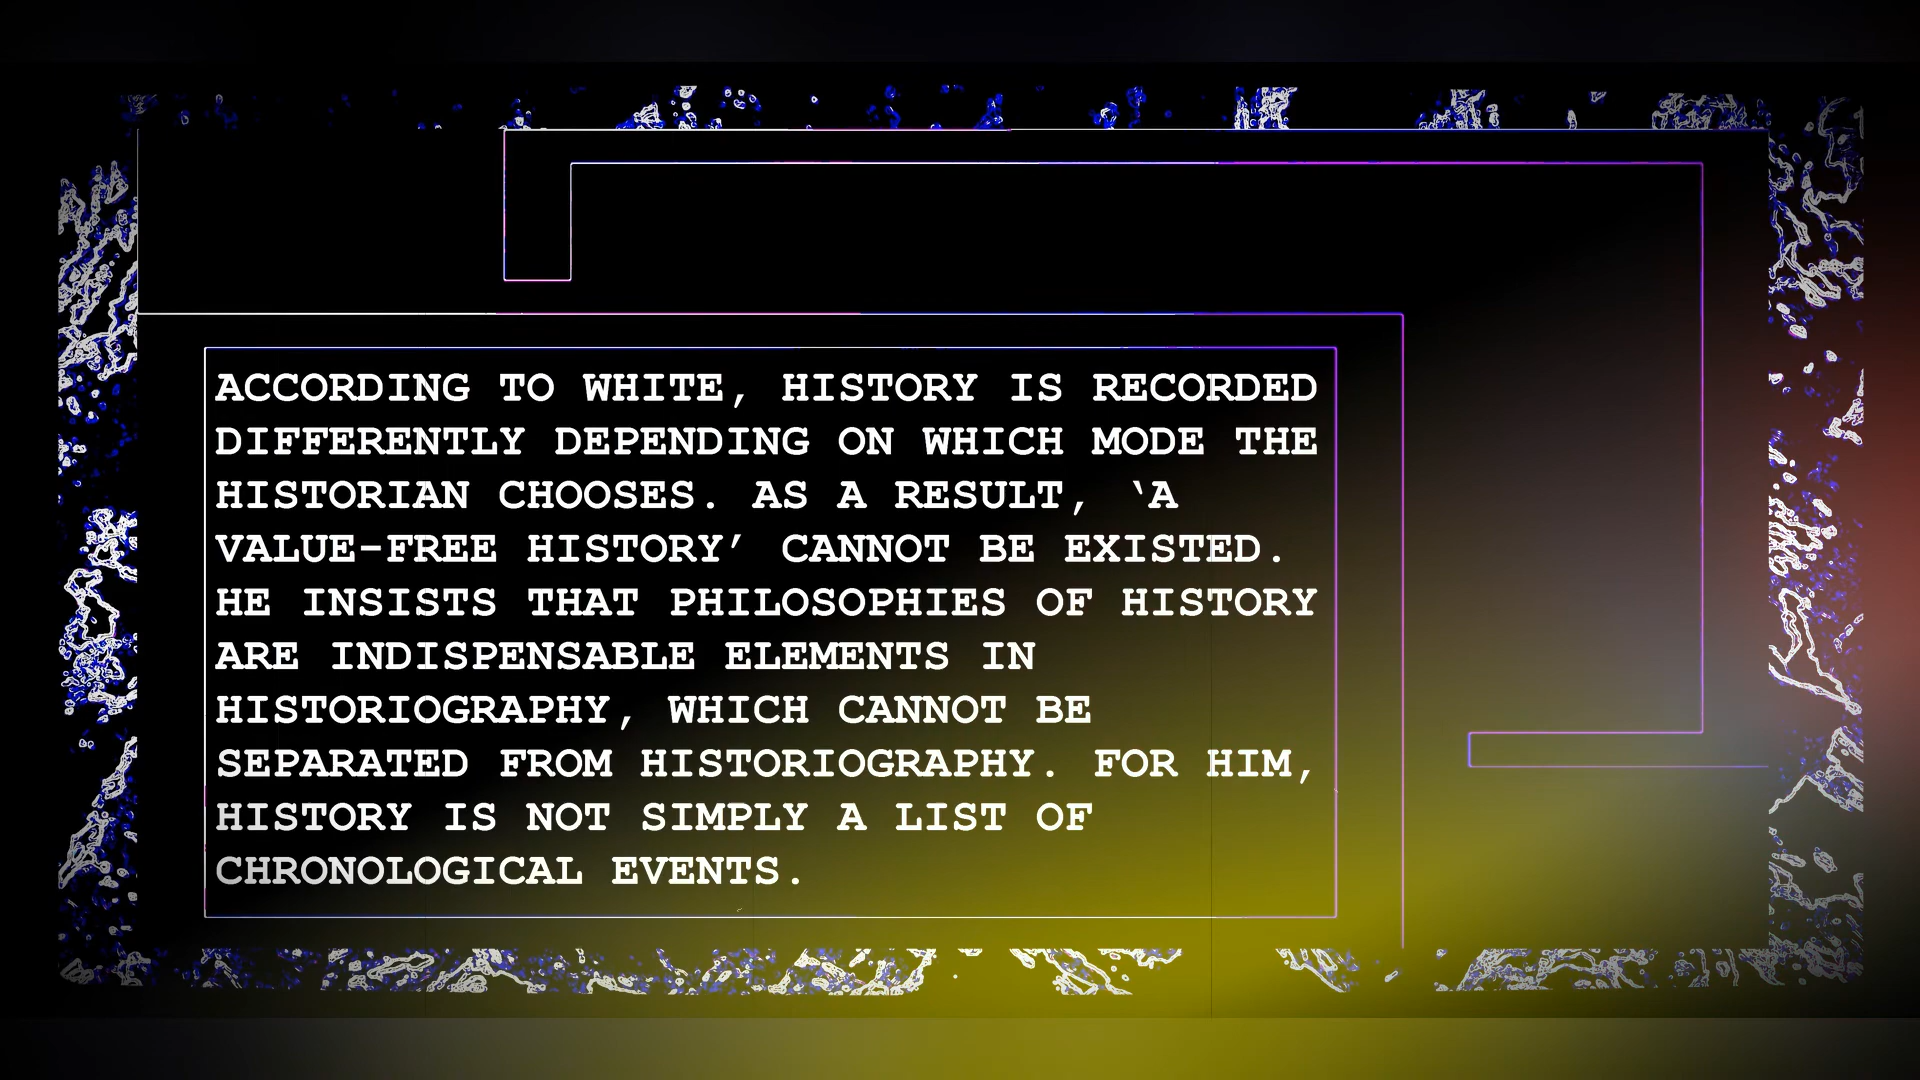 ACCORDING TO WHITE, HISTORY IS RECORDED
DIFFERENTLY DEPENDING ON WHICH MODE THE
HISTORIAN CHOOSES. AS A RESULT, ‘A
VALUE-FREE HISTORY’ CANNOT BE EXISTED.
HE INSISTS THAT PHILOSOPHIES OF HISTORY
ARE INDISPENSABLE ELEMENTS IN
HISTORIOGRAPHY, WHICH CANNOT BE
SEPARATED FROM HISTORIOGRAPHY. FOR HIM,
HISTORY IS NOT SIMPLY A LIST OF
CHRONOLOGICAL EVENTS.